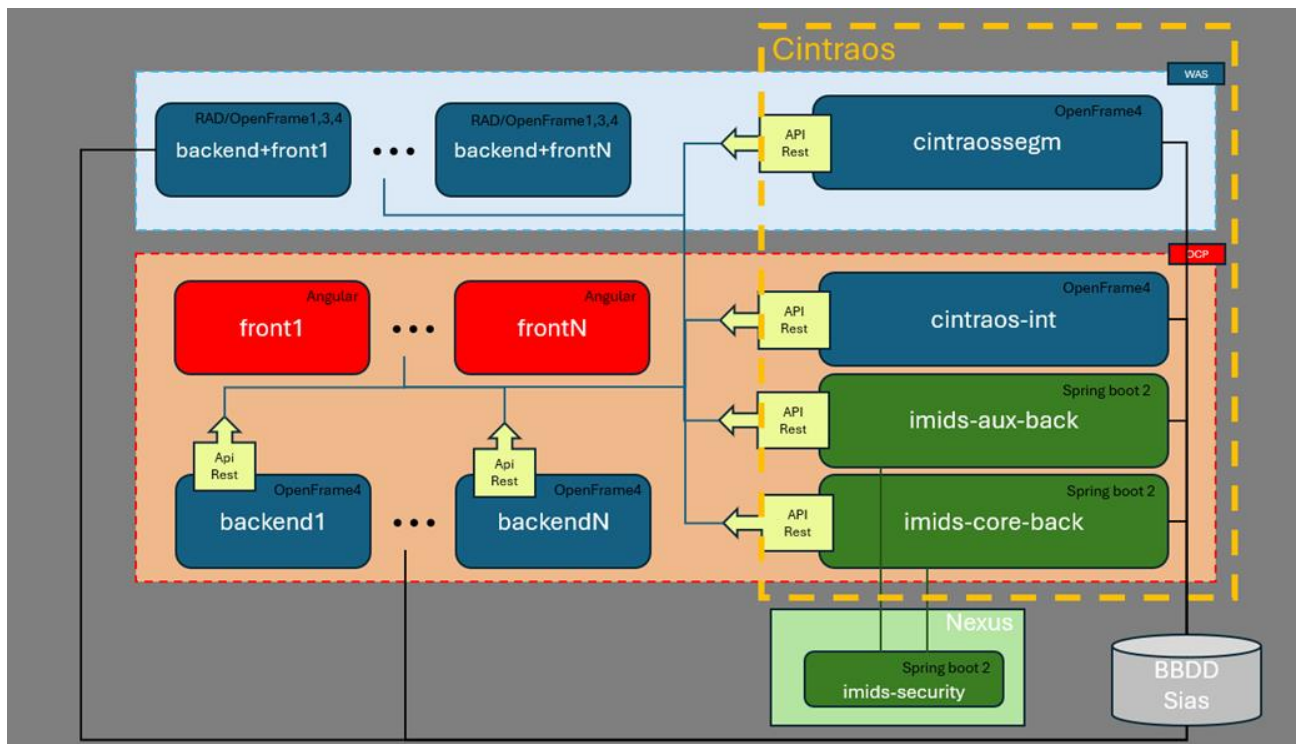 Cintraos
WAS
RAD/OpenFrame1,3,4
backend+front1
•••
RAD/OpenFrame1,3,4
backend+frontN
API
Rest
OpenFrame4
cintraossegm
OCP
Angular
front1
•••
Angular
frontN
API
Rest
OpenFrame4
cintraos-int
API
Rest
Spring boot 2
imids-aux-back
Api
Rest
OpenFrame4
backend1
•••
Api
Rest
OpenFrame4
backendN
API
Rest
Spring boot 2
imids-core-back
Nexus
Spring boot 2
imids-security
BBDD
Sias